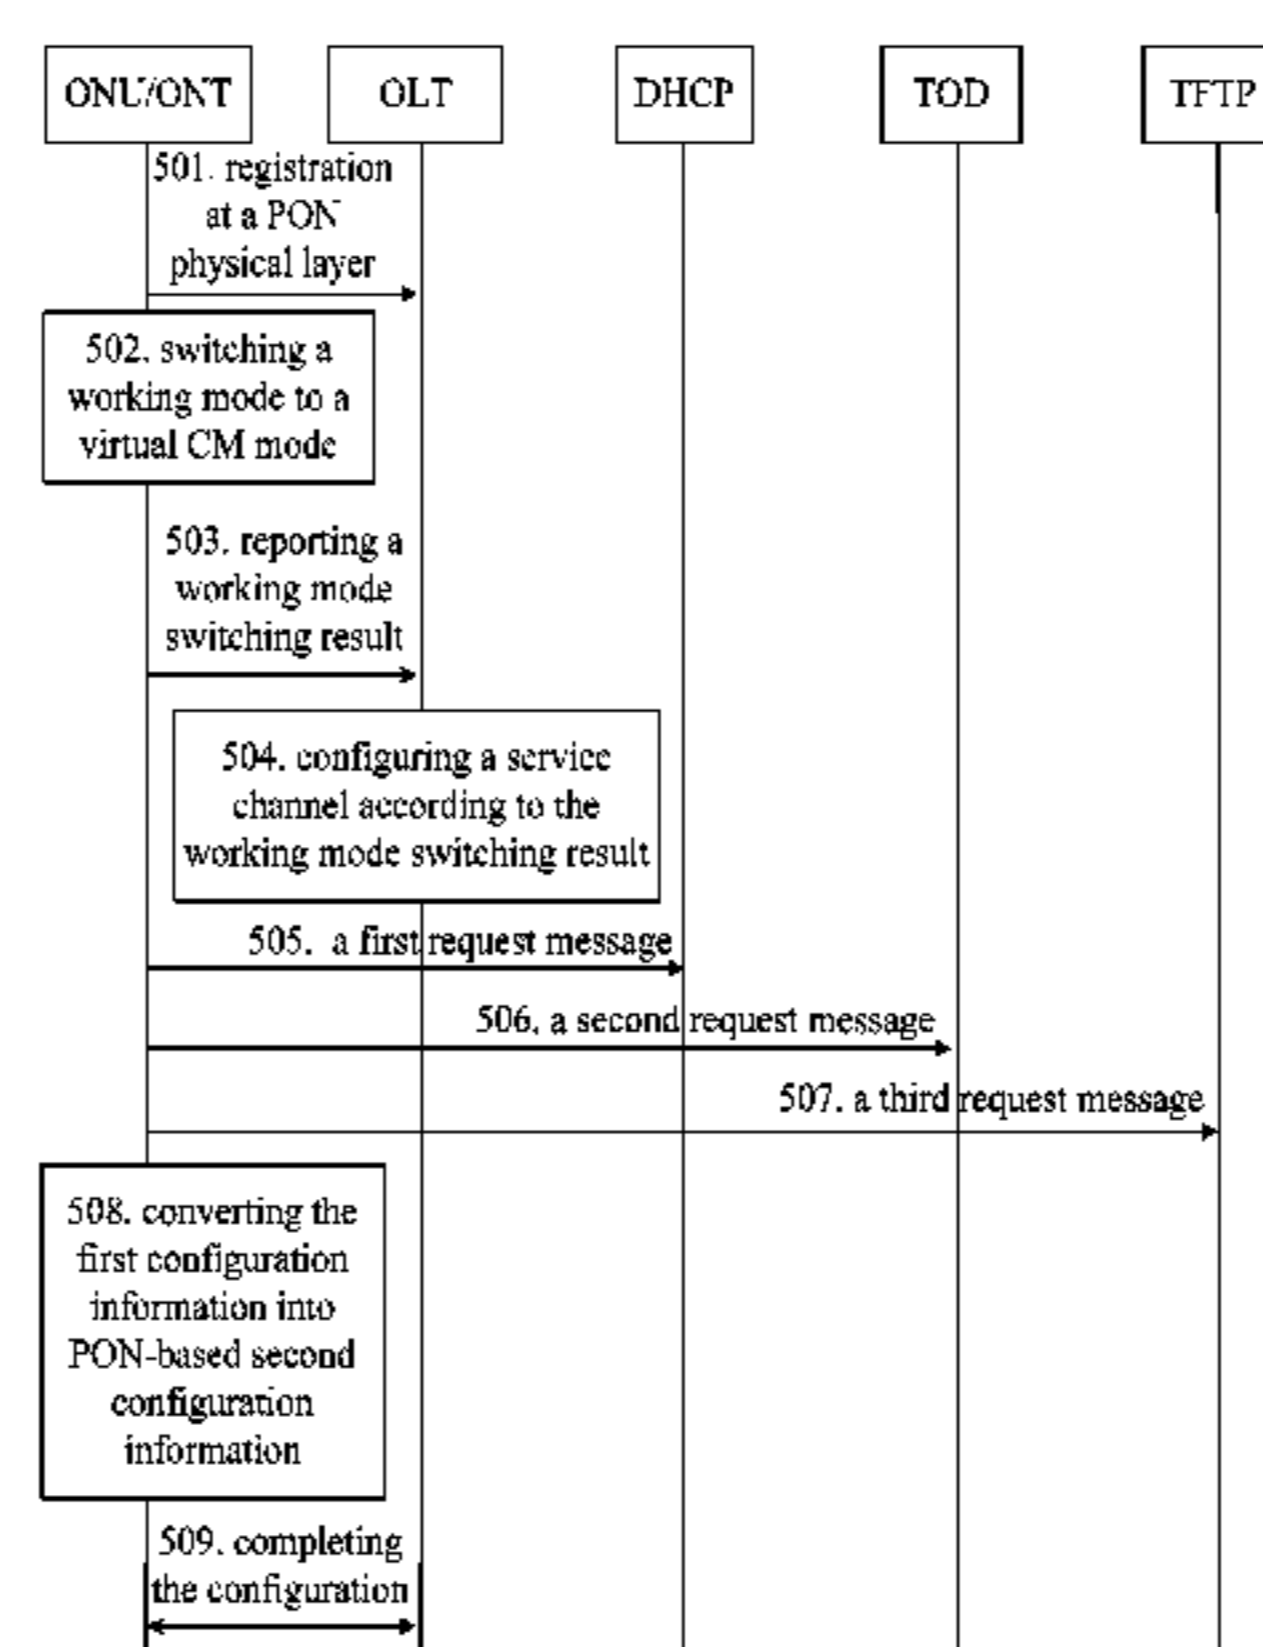 ONU/ONT
OLT
DHCP
TOD
TFTP
501. registration
at a PON
physical layer
502. switching a
working mode to a
virtual CM mode
503. reporting a
working mode
switching result
504. configuring a service
channel according to the
working mode switching result
505. a first request message
506. a second request message
507. a third request message
508. converting the
first configuration
information into
PON-based second
configuration
information
509. completing
the configuration